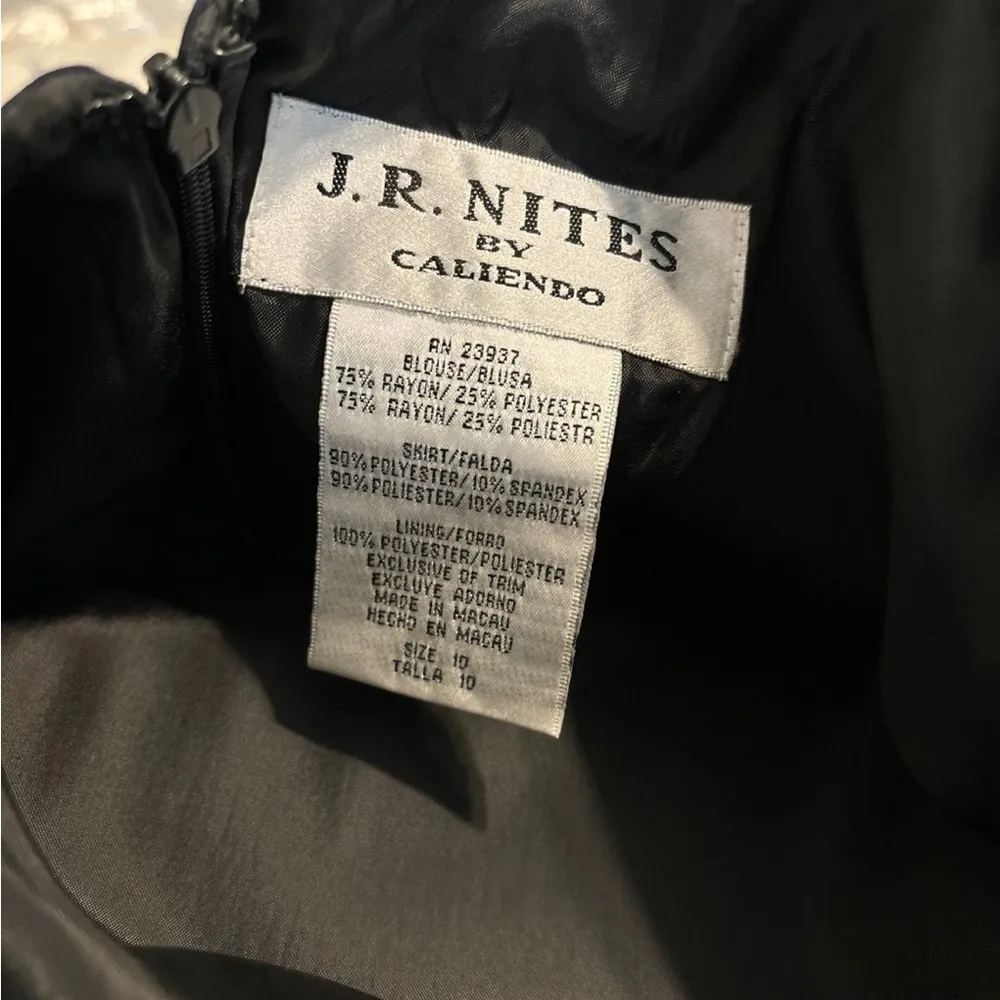 J.R. NITES
BY
CALIENDO
RN 23937
BLOUSE/BLUSA
75% RAYON/25% POLYESTER
75% RAYON/25% POLIESTR
SKIRT/FALDA
90% POLYESTER/10% SPANDEX
90% POLIESTER/10% SPANDEX
LINING/FORRO
100% POLYESTER/POLIESTER
EXCLUSIVE OF TRIM
EXCLUYE ADORNO
MADE IN MACAU
HECHO EN MACAU
SIZE 10
TALLA 10